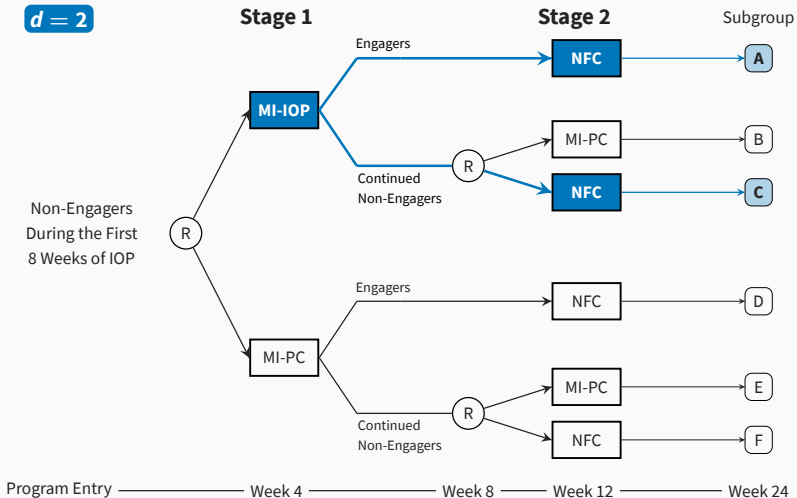 d = 2
Stage 1
Stage 2
Subgroup
Engagers
NFC
A
MI-IOP
MI-PC
B
R
Continued
Non-Engagers
NFC
C
Non-Engagers
During the First
8 Weeks of IOP
R
Engagers
NFC
D
MI-PC
MI-PC
E
R
Continued
Non-Engagers
NFC
F
Program Entry
Week 4
Week 8
Week 12
Week 24